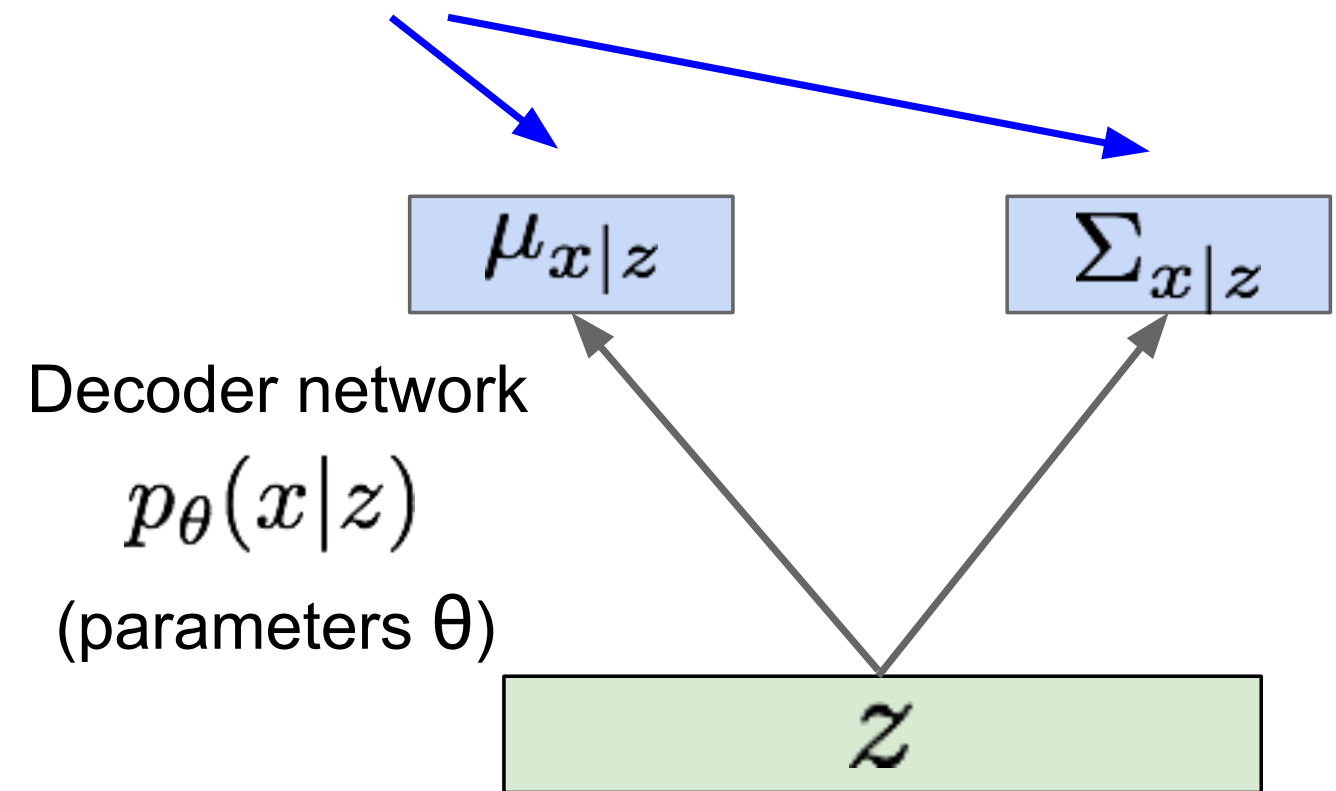 μx|z
Σx|z
Decoder network
pθ(x|z)
(parameters θ)
z